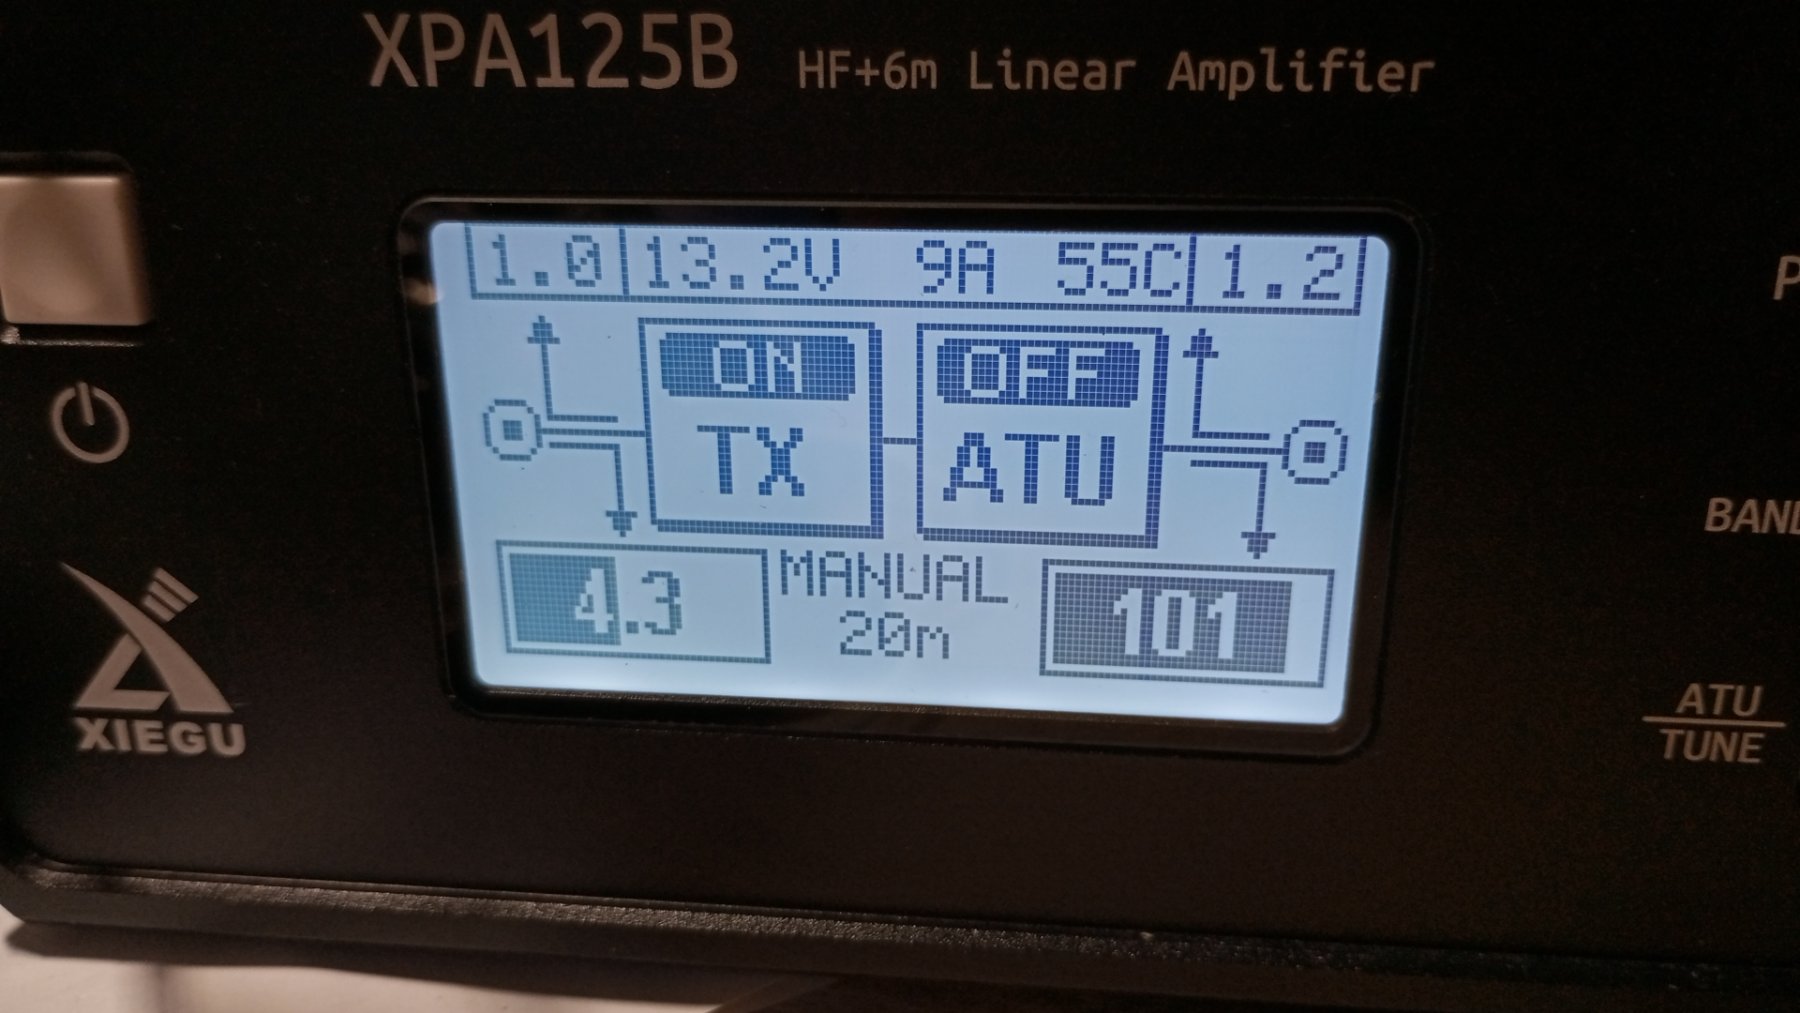 XPA125B HF+6m Linear Amplifier
1.0 13.2V 9A 55C 1.2
ON OFF
TX ATU
4.3 MANUAL 101
20m
XIEGU
ATU
TUNE